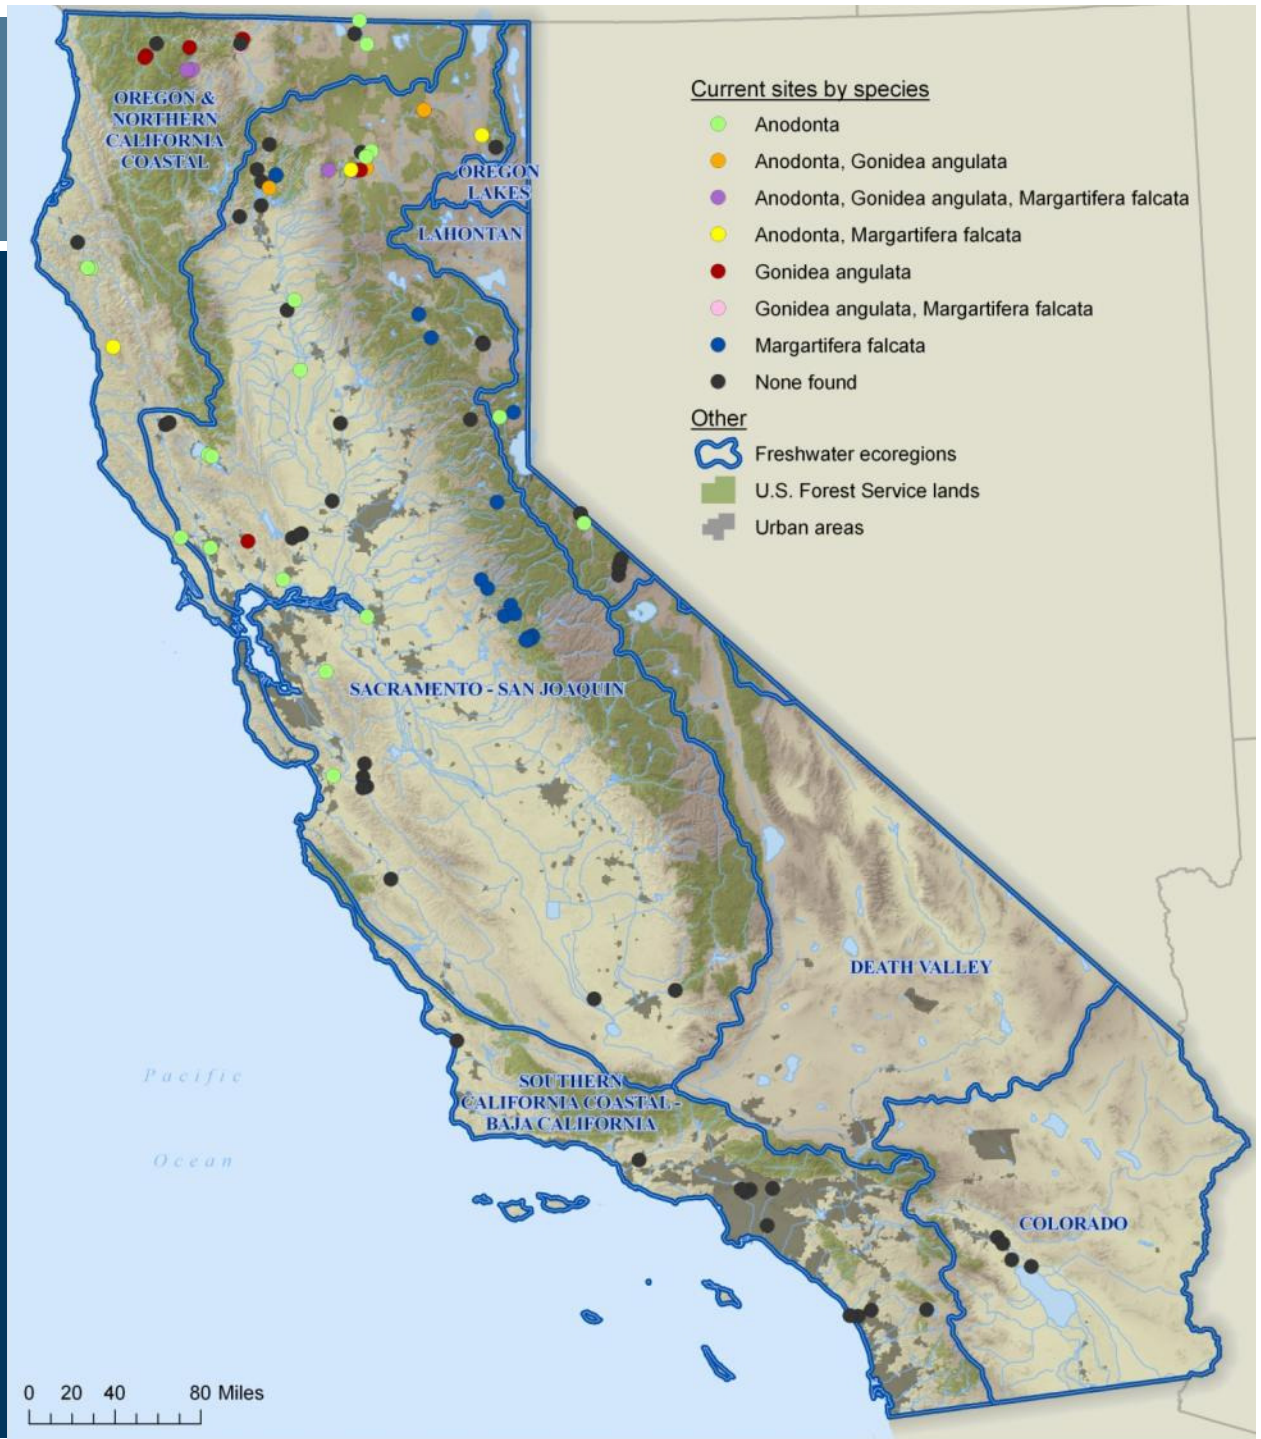 OREGON &
NORTHERN
CALIFORNIA
COASTAL
OREGON
LAKES
LAHONTAN
Current sites by species
Anodonta
Anodonta, Gonidea angulata
Anodonta, Gonidea angulata, Margartifera falcata
Anodonta, Margartifera falcata
Gonidea angulata
Gonidea angulata, Margartifera falcata
Margartifera falcata
None found
Other
Freshwater ecoregions
U.S. Forest Service lands
Urban areas
SACRAMENTO - SAN JOAQUIN
DEATH VALLEY
Pacific
Ocean
SOUTHERN
CALIFORNIA COASTAL -
BAJA CALIFORNIA
COLORADO
0 20 40 80 Miles